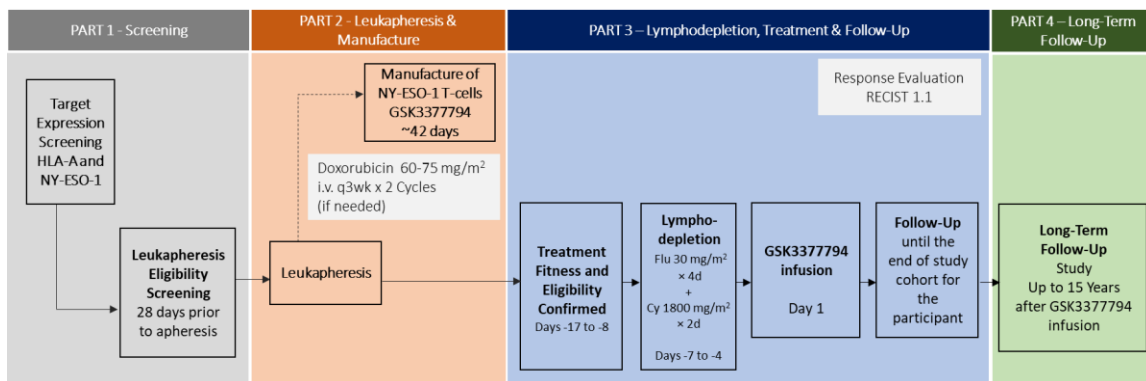 PART 1 - Screening
PART 2 - Leukapheresis &
Manufacture
PART 3 – Lymphodepletion, Treatment & Follow-Up
PART 4 – Long-Term
Follow-Up
Target
Expression
Screening
HLA-A and
NY-ESO-1
Leukapheresis
Eligibility
Screening
28 days prior
to apheresis
Manufacture of
NY-ESO-1 T-cells
GSK3377794
~42 days
Doxorubicin 60-75 mg/m²
i.v. q3wk x 2 Cycles
(if needed)
Leukapheresis
Response Evaluation
RECIST 1.1
Treatment
Fitness and
Eligibility
Confirmed
Days -17 to -8
Lympho-
depletion
Flu 30 mg/m²
× 4d
+
Cy 1800 mg/m²
× 2d
Days -7 to -4
GSK3377794
infusion
Day 1
Follow-Up
until the
end of study
cohort for
the
participant
Long-Term
Follow-Up
Study
Up to 15 Years
after GSK3377794
infusion